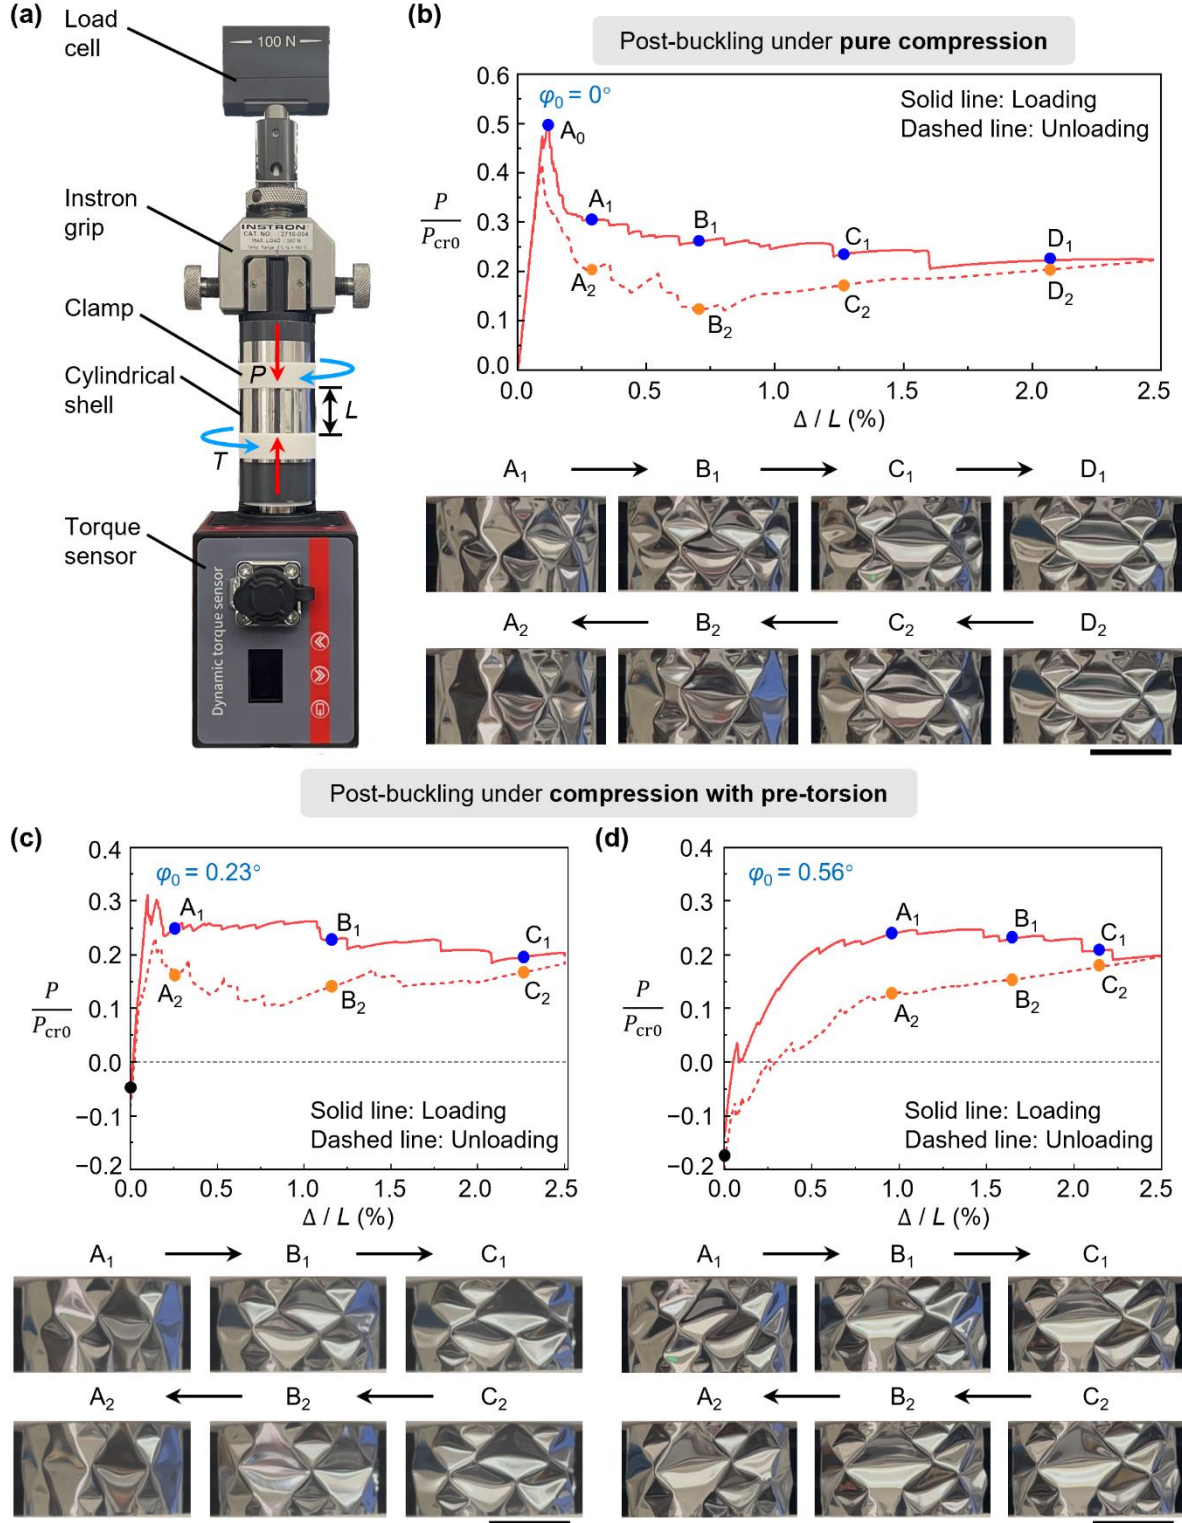 (a)
Load
cell
100 N
Instron
grip
INSTRON
CAT. NO. : 2710-004
Clamp
P
Cylindrical
shell
L
T
Torque
sensor
Dynamic torque sensor
(b)
Post-buckling under pure compression
φ₀ = 0°
Solid line: Loading
Dashed line: Unloading
P
P_cr0
0.6
0.5
0.4
0.3
0.2
0.1
0.0
A₀
A₁
B₁
C₁
D₁
A₂
B₂
C₂
D₂
0.0 0.5 1.0 1.5 2.0 2.5
Δ / L (%)
A₁ B₁ C₁ D₁
A₂ B₂ C₂ D₂
Post-buckling under compression with pre-torsion
(c)
φ₀ = 0.23°
P
P_cr0
0.4
0.3
0.2
0.1
0.0
−0.1
−0.2
A₁
B₁
C₁
A₂
B₂
C₂
Solid line: Loading
Dashed line: Unloading
0.0 0.5 1.0 1.5 2.0 2.5
Δ / L (%)
A₁ B₁ C₁
A₂ B₂ C₂
(d)
φ₀ = 0.56°
P
P_cr0
0.4
0.3
0.2
0.1
0.0
−0.1
−0.2
A₁
B₁
C₁
A₂
B₂
C₂
Solid line: Loading
Dashed line: Unloading
0.0 0.5 1.0 1.5 2.0 2.5
Δ / L (%)
A₁ B₁ C₁
A₂ B₂ C₂